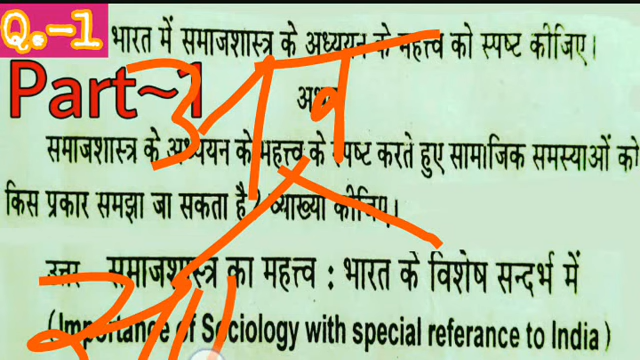 Q.-1 भारत में समाजशास्त्र के अध्ययन के महत्त्व को स्पष्ट कीजिए।
Part~1
अथवा
समाजशास्त्र के अध्ययन के महत्त्व के स्पष्ट करते हुए सामाजिक समस्याओं को
किस प्रकार समझा जा सकता है? व्याख्या कीजिए।
उत्तर समाजशास्त्र का महत्त्व : भारत के विशेष सन्दर्भ में
(Importance of Sociology with special referance to India)